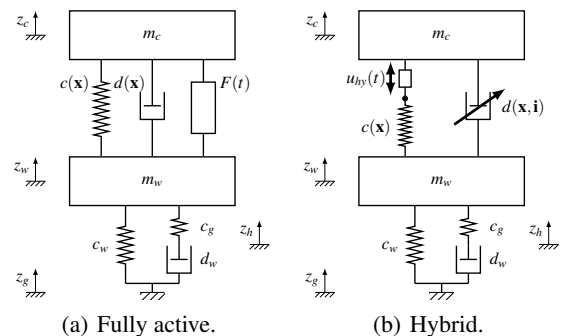 z_c
m_c
c(x) d(x) F(t)
z_w
m_w
c_w
c_g
z_h
d_w
z_g
(a) Fully active.
z_c
m_c
u_hy(t)
c(x)
d(x, i)
z_w
m_w
c_w
c_g
z_h
d_w
z_g
(b) Hybrid.